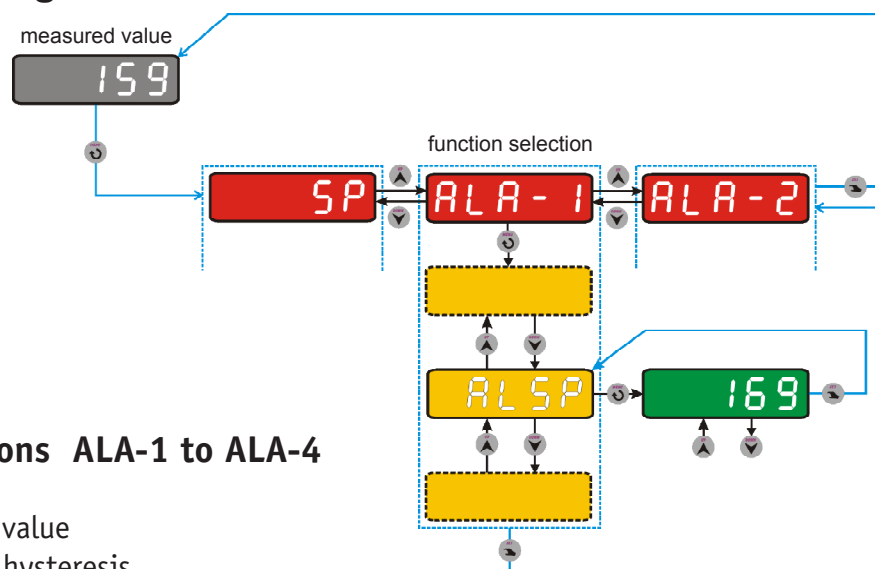 measured value
159
function selection
SP
ALA-1
ALA-2
ALSP
169
ons ALA-1 to ALA-4
value
hysteresis